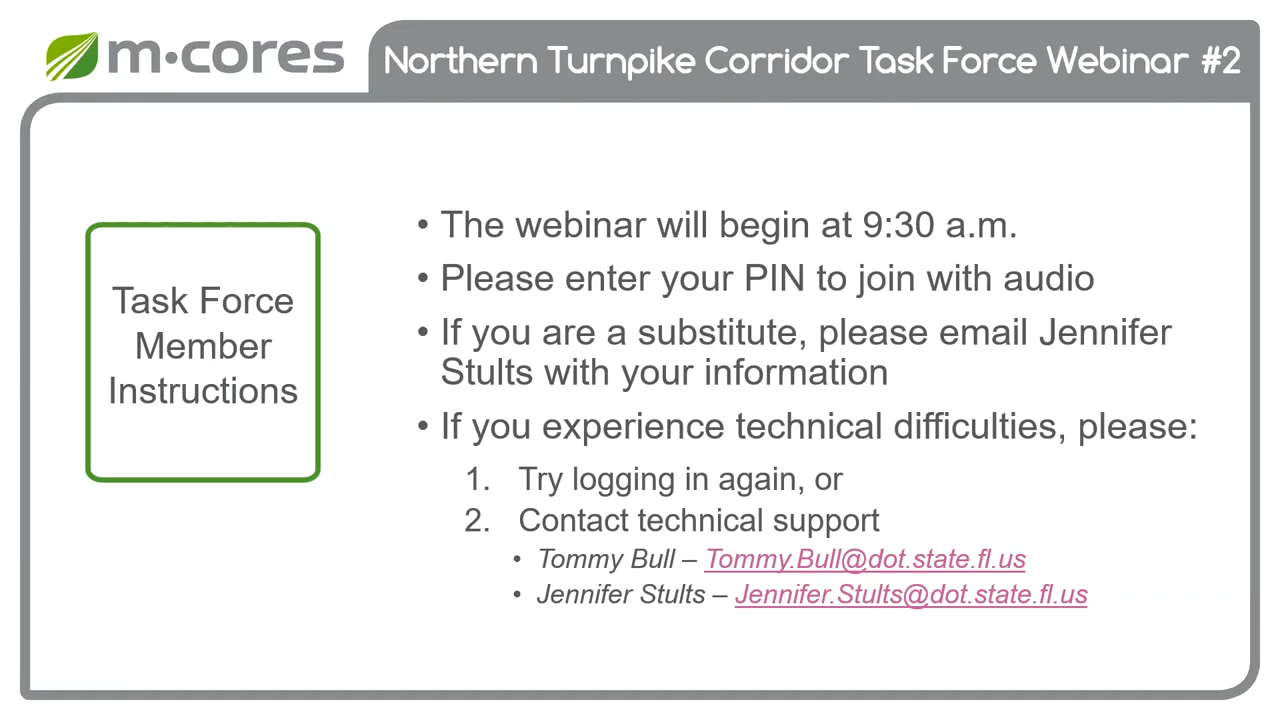 m•cores
Northern Turnpike Corridor Task Force Webinar #2
Task Force
Member
Instructions
• The webinar will begin at 9:30 a.m.
• Please enter your PIN to join with audio
• If you are a substitute, please email Jennifer
Stults with your information
• If you experience technical difficulties, please:
1. Try logging in again, or
2. Contact technical support
• Tommy Bull – Tommy.Bull@dot.state.fl.us
• Jennifer Stults – Jennifer.Stults@dot.state.fl.us